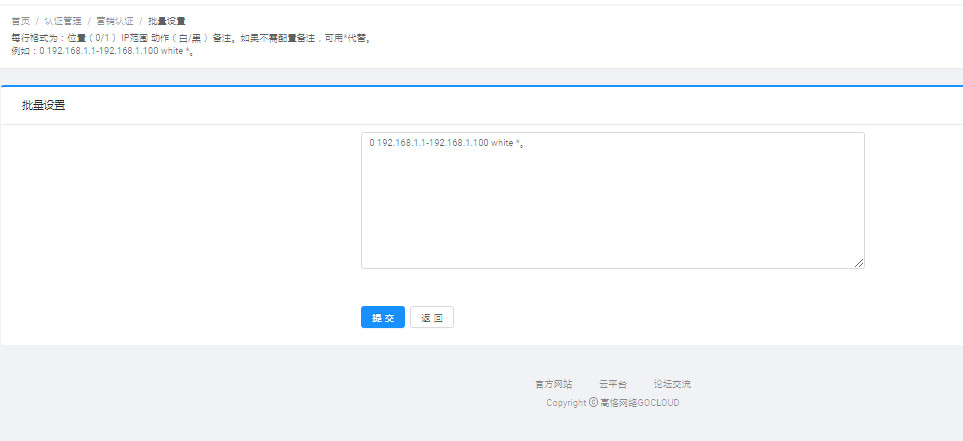 首页 / 认证管理 / 营销认证 / 批量设置
每行格式为：位置（0/1） IP范围 动作（白/黑） 备注。如果不需配置备注，可用*代替。
例如：0 192.168.1.1-192.168.1.100 white *。
批量设置
0 192.168.1.1-192.168.1.100 white *。
提 交 返 回
官方网站 云平台 论坛交流
Copyright © 高恪网络GOCLOUD